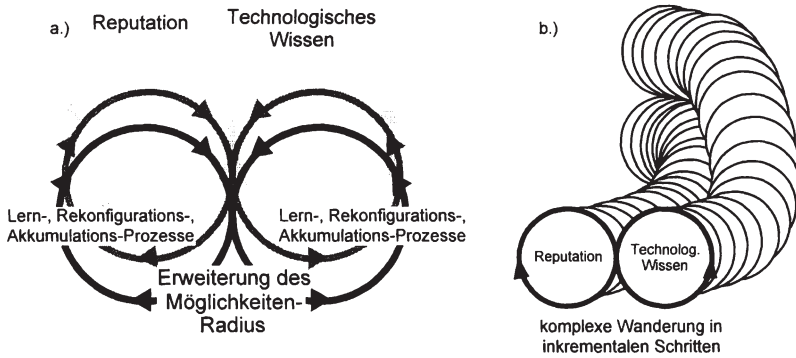 a.)
Reputation
Technologisches
Wissen
Lern-, Rekonfigurations-,
Akkumulations-Prozesse
Lern-, Rekonfigurations-,
Akkumulations-Prozesse
Erweiterung des
Möglichkeiten-
Radius
b.)
Reputation
Technolog.
Wissen
komplexe Wanderung in
inkrementalen Schritten